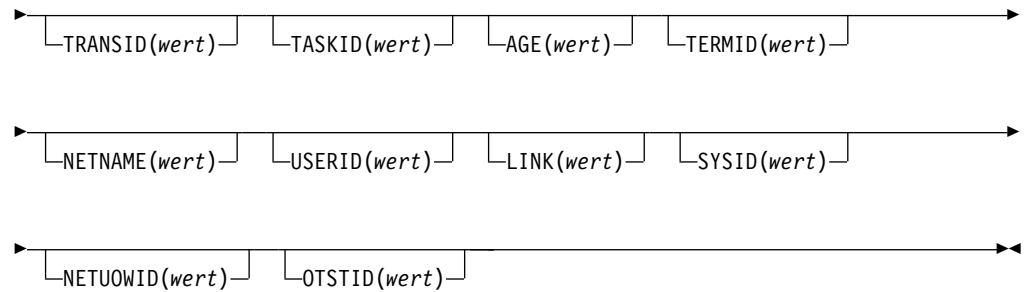 TRANSID(wert) TASKID(wert) AGE(wert) TERMID(wert)
NETNAME(wert) USERID(wert) LINK(wert) SYSID(wert)
NETUOWID(wert) OTSTID(wert)